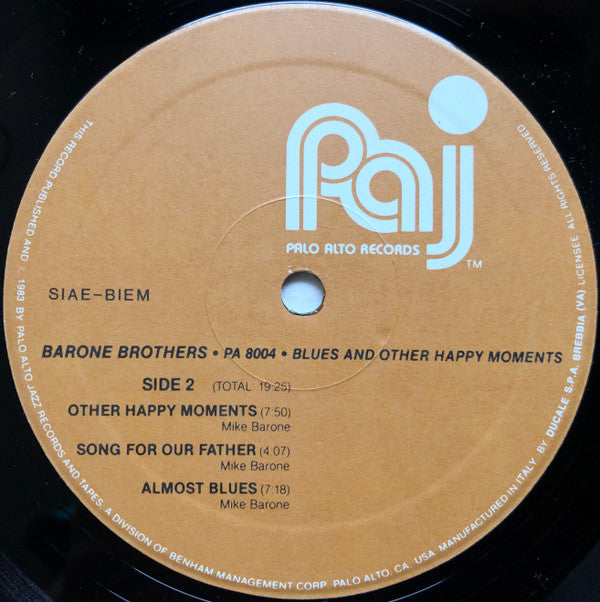 paj
PALO ALTO RECORDS
TM
SIAE-BIEM
BARONE BROTHERS • PA 8004 • BLUES AND OTHER HAPPY MOMENTS
SIDE 2 (TOTAL 19:25)
OTHER HAPPY MOMENTS (7:50)
Mike Barone
SONG FOR OUR FATHER (4:07)
Mike Barone
ALMOST BLUES (7:18)
Mike Barone
THIS RECORD PUBLISHED AND 1983 BY PALO ALTO JAZZ RECORDS AND TAPES. A DIVISION OF BENHAM MANAGEMENT CORP. PALO ALTO, CA. USA. MANUFACTURED IN ITALY BY DUCALE S.P.A. BREBBIA (VA) LICENSEE. ALL RIGHTS RESERVED